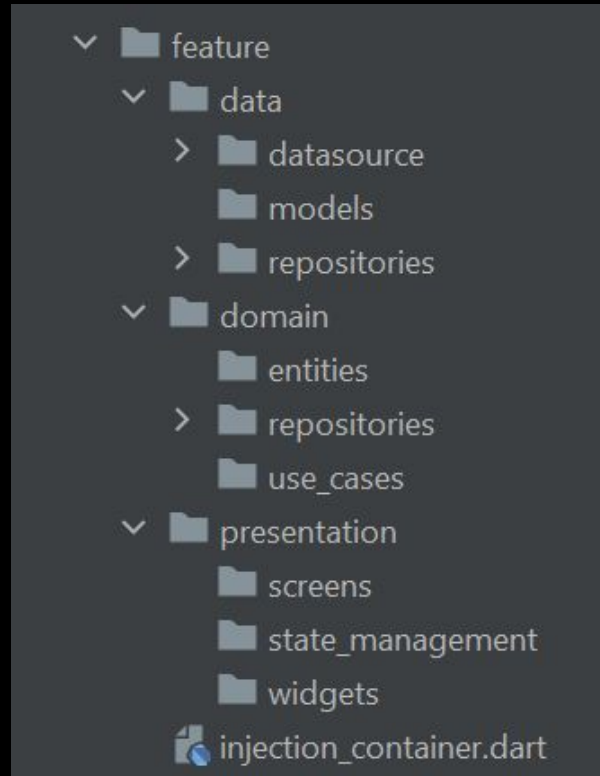 feature
data
datasource
models
repositories
domain
entities
repositories
use_cases
presentation
screens
state_management
widgets
injection_container.dart